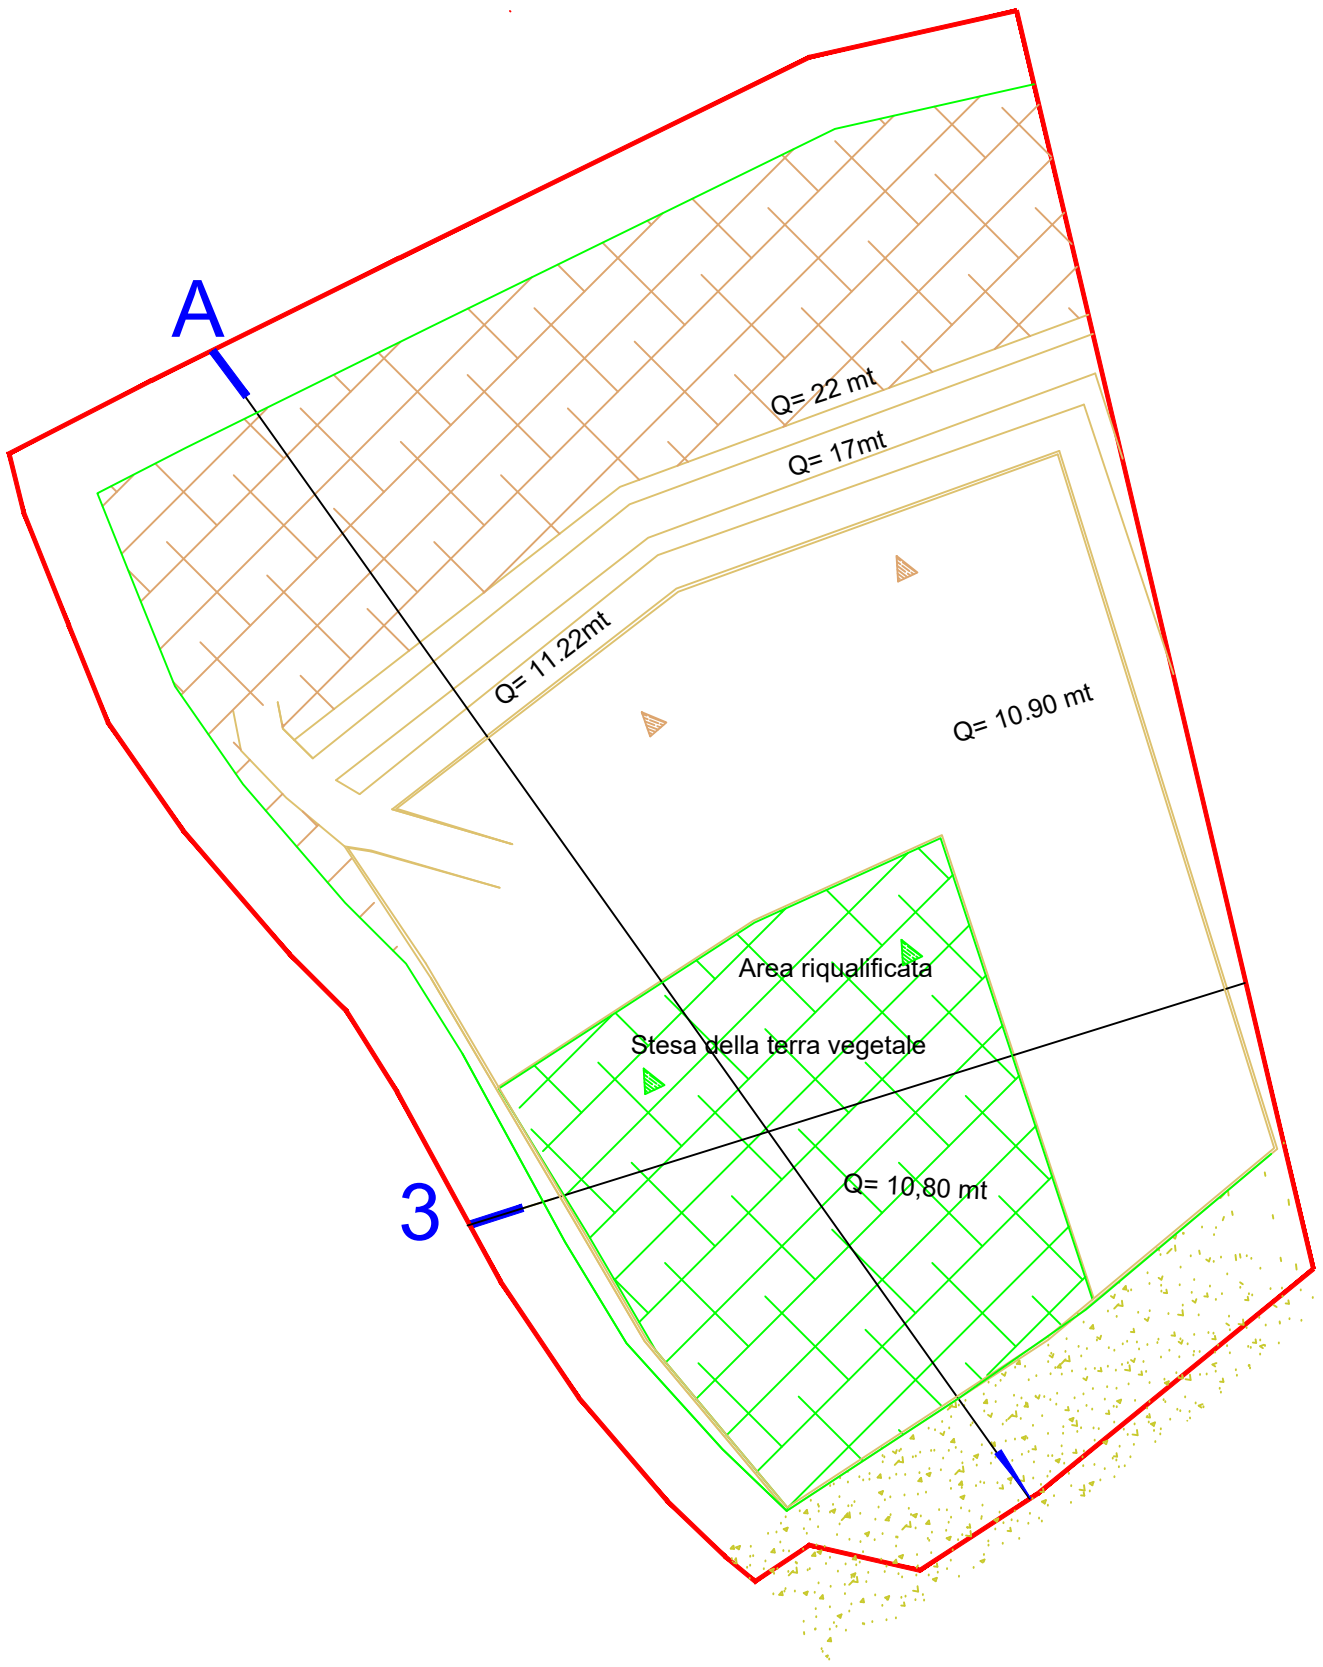 A
Q= 22 mt
Q= 17mt
Q= 11.22mt
Q= 10.90 mt
Area riqualificata
Stesa della terra vegetale
Q= 10,80 mt
3